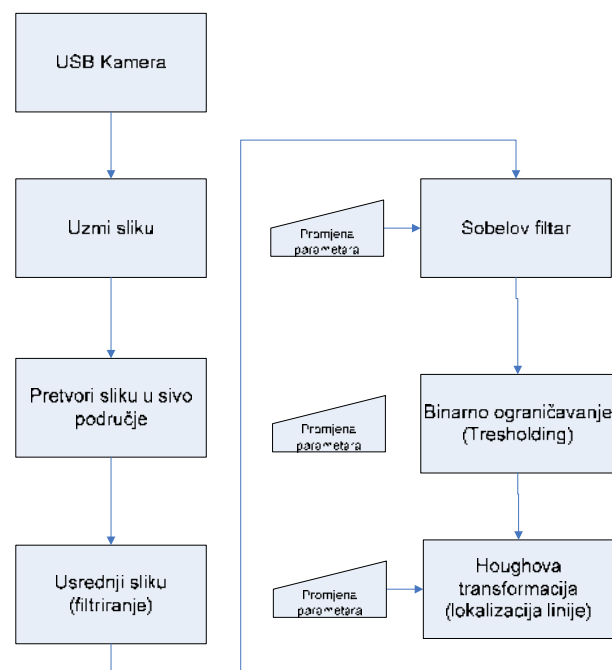 USB Kamera
Uzmi sliku
Pretvori sliku u sivo
područje
Usrednji sliku
(filtriranje)
Promjena
parametara
Sobelov filtar
Promjena
parametara
Binarno ograničavanje
(Tresholding)
Promjena
parametara
Houghova
transformacija
(lokalizacija linije)